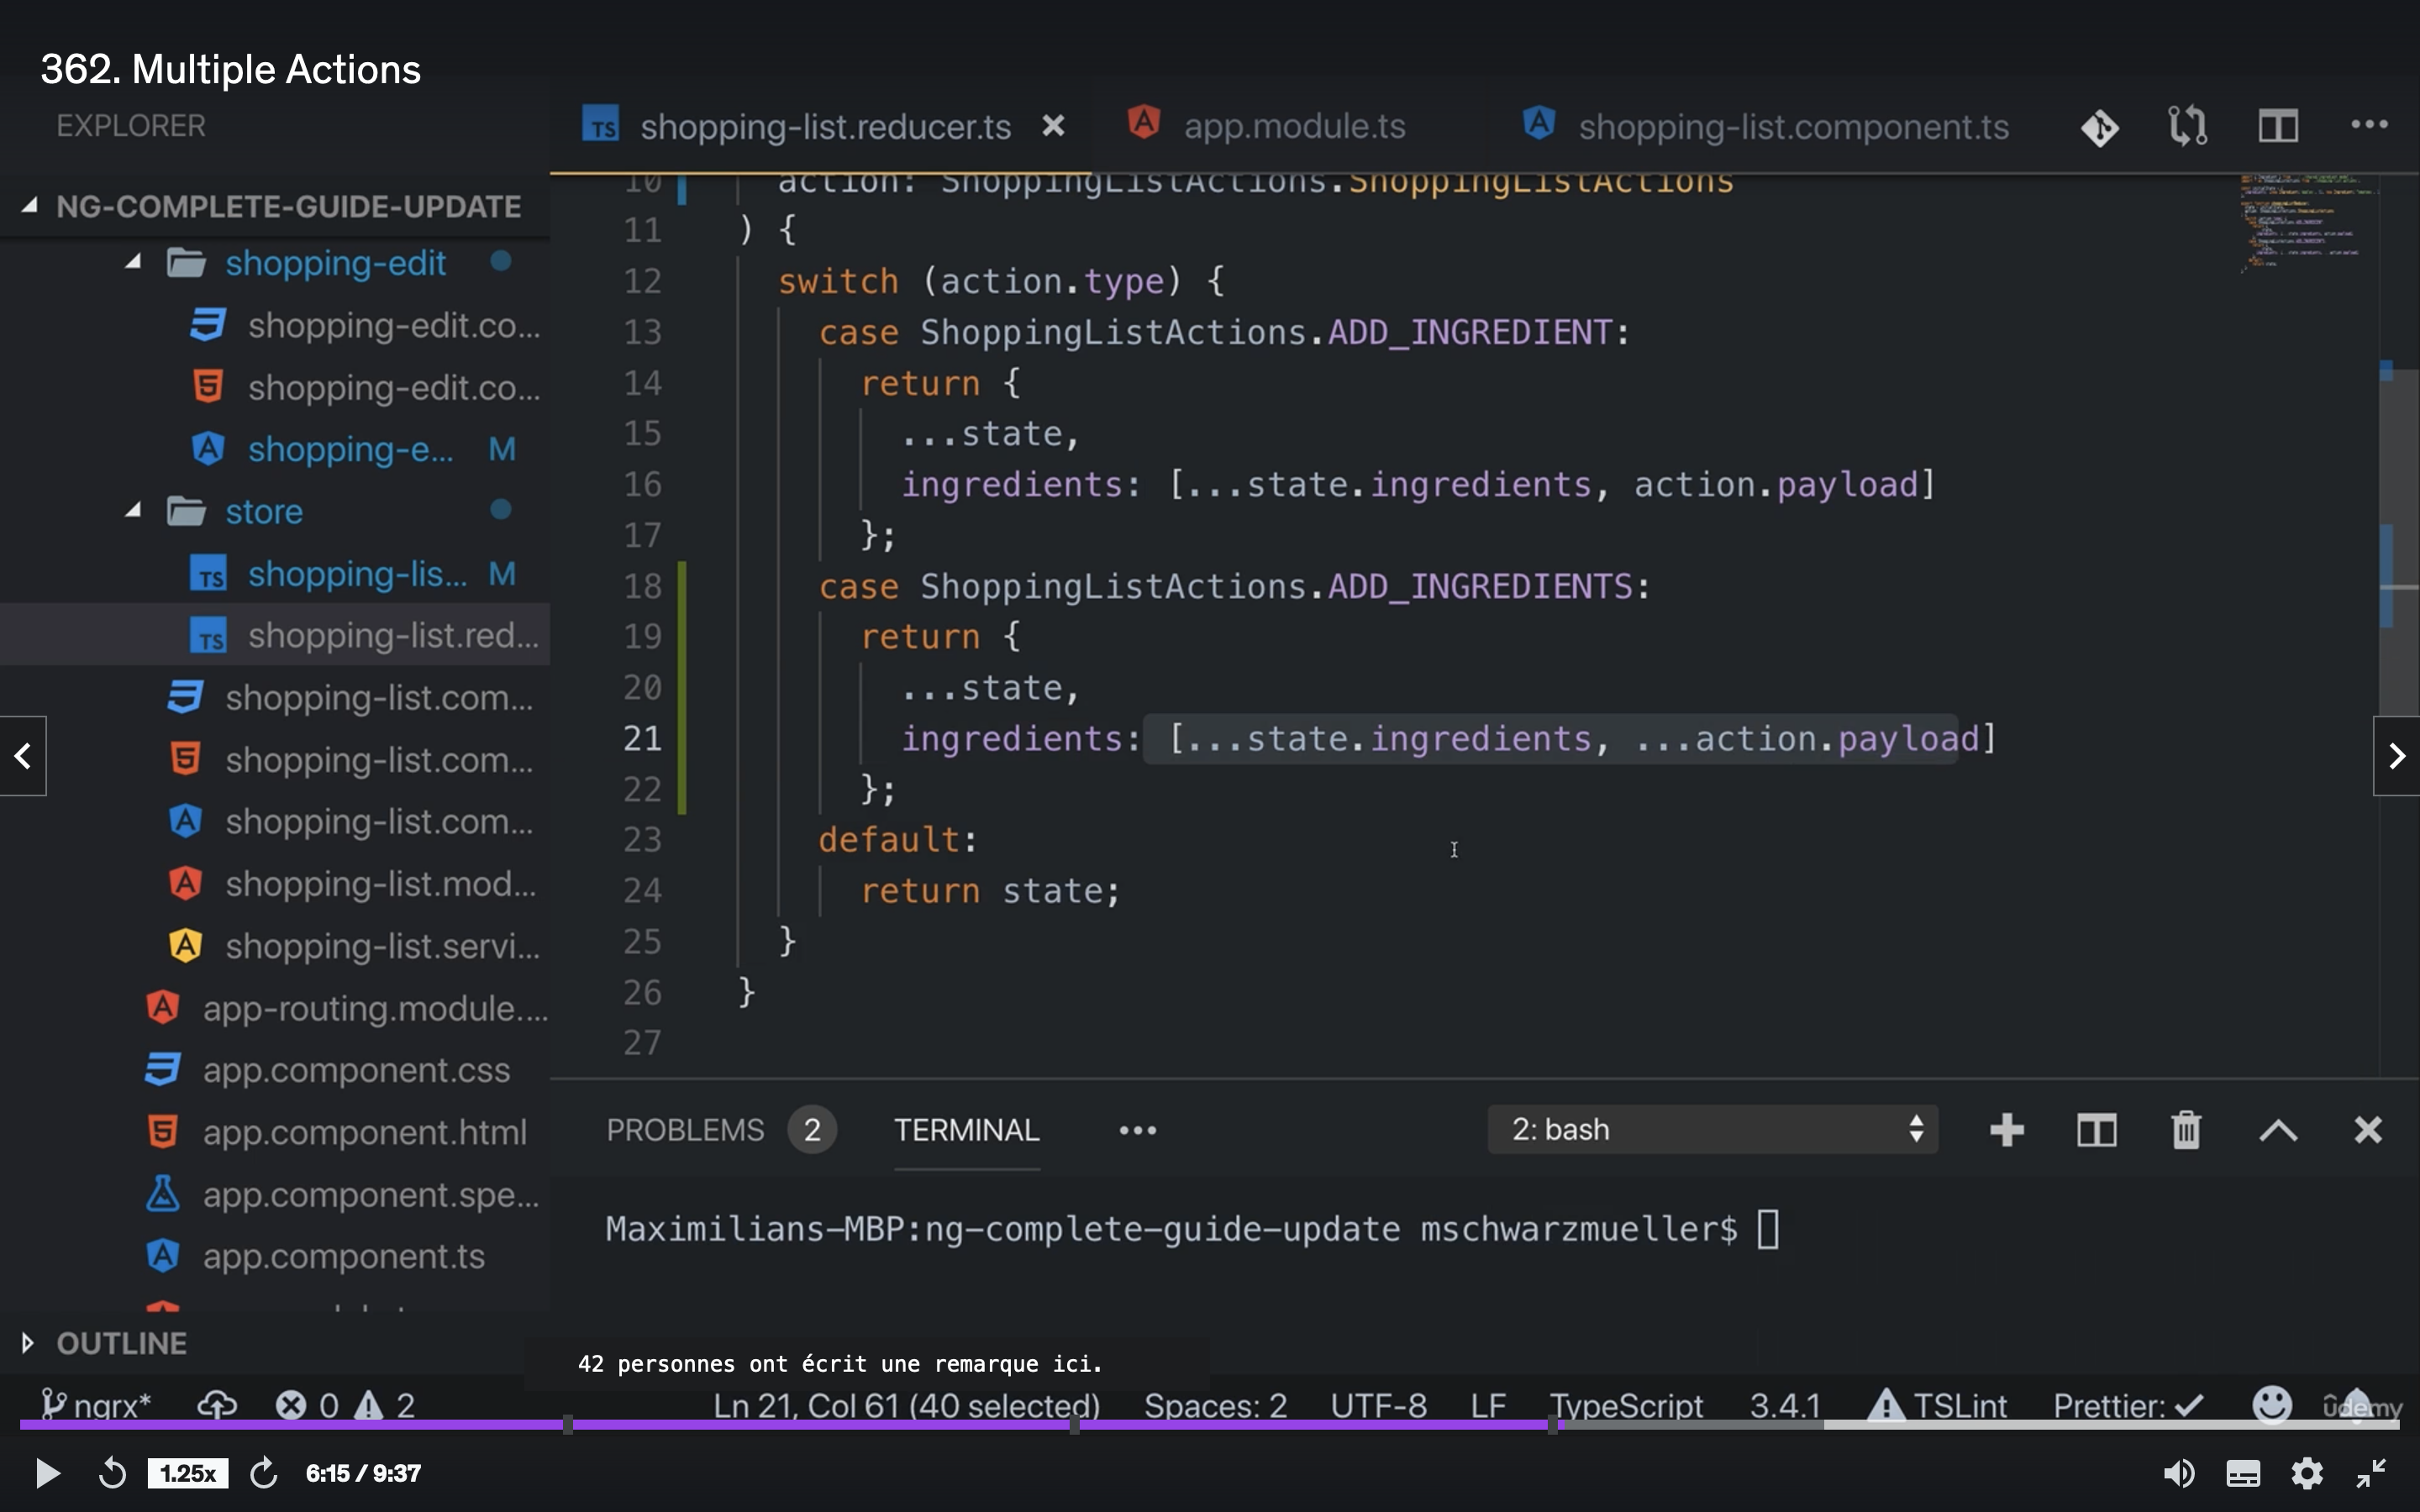 362. Multiple Actions
EXPLORER
shopping-list.reducer.ts
app.module.ts
shopping-list.component.ts
NG-COMPLETE-GUIDE-UPDATE
shopping-edit
shopping-edit.co...
shopping-edit.co...
shopping-e... M
store
shopping-lis... M
shopping-list.red...
shopping-list.com...
shopping-list.com...
shopping-list.com...
shopping-list.mod...
shopping-list.servi...
app-routing.module....
app.component.css
app.component.html
app.component.spe...
app.component.ts
OUTLINE
10 action: ShoppingListActions.ShoppingListActions
11 ) {
12 switch (action.type) {
13 case ShoppingListActions.ADD_INGREDIENT:
14 return {
15 ...state,
16 ingredients: [...state.ingredients, action.payload]
17 };
18 case ShoppingListActions.ADD_INGREDIENTS:
19 return {
20 ...state,
21 ingredients: [...state.ingredients, ...action.payload]
22 };
23 default:
24 return state;
25 }
26 }
27
PROBLEMS 2 TERMINAL ••• 2: bash
Maximilians-MBP:ng-complete-guide-update mschwarzmueller$
42 personnes ont écrit une remarque ici.
ngrx* 0 2 Ln 21, Col 61 (40 selected) Spaces: 2 UTF-8 LF TypeScript 3.4.1 TSLint Prettier: ✓
ûdemy
1.25x 6:15 / 9:37